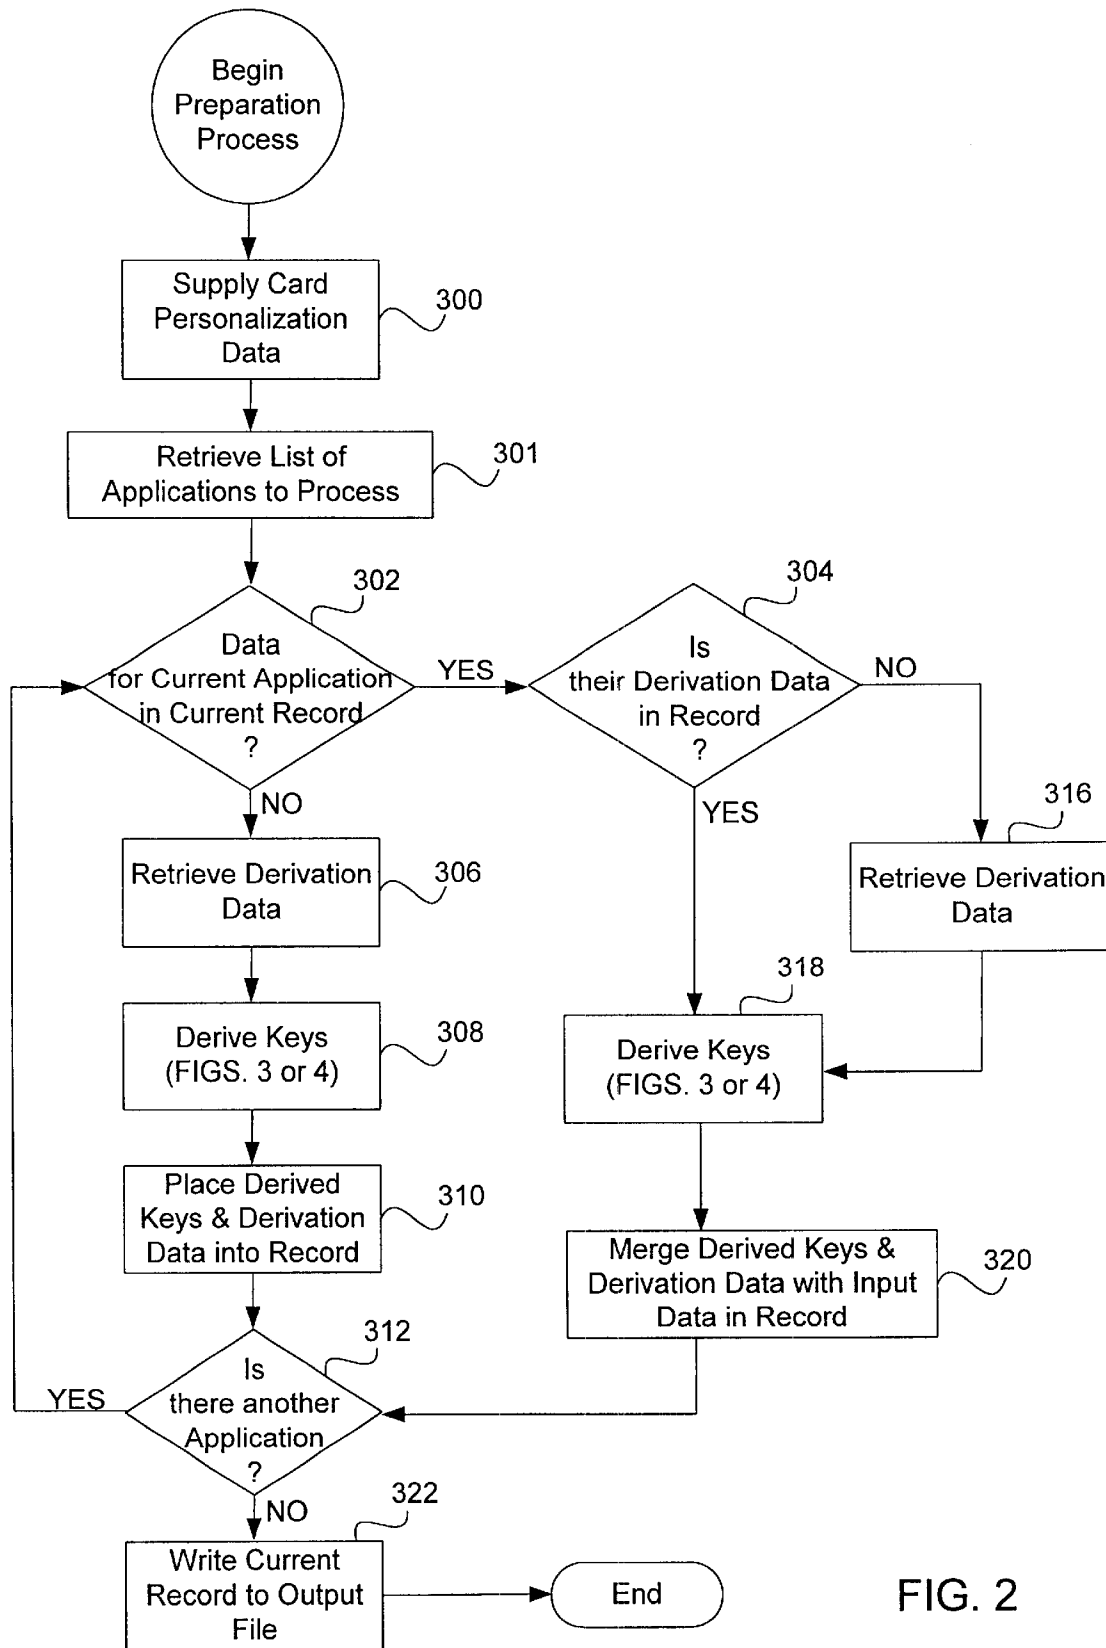 Begin
Preparation
Process
Supply Card
Personalization
Data
300
Retrieve List of
Applications to Process
301
302
Data
for Current Application
in Current Record
?
YES
NO
304
Is
their Derivation Data
in Record
?
NO
YES
Retrieve Derivation
Data
306
316
Retrieve Derivation
Data
Derive Keys
(FIGS. 3 or 4)
308
318
Derive Keys
(FIGS. 3 or 4)
Place Derived
Keys & Derivation
Data into Record
310
Merge Derived Keys &
Derivation Data with Input
Data in Record
320
312
Is
there another
Application
?
YES
NO
322
Write Current
Record to Output
File
End
FIG. 2